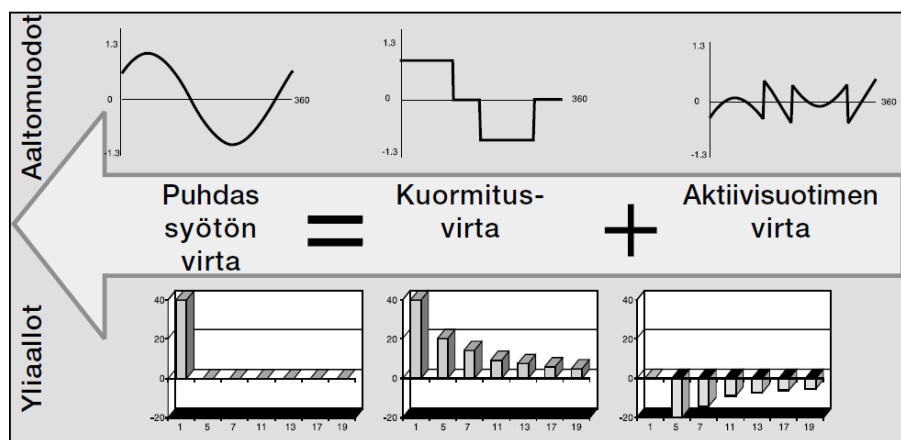 Aaltomuodot
1.3
0
-1.3
360
1.3
0
-1.3
360
1.3
0
-1.3
360
Puhdas
syötön
virta
=
Kuormitus-
virta
+
Aktiivisuotimen
virta
Yliaallot
40
20
0
-20
1 5 7 11 13 17 19
40
20
0
-20
1 5 7 11 13 17 19
40
20
0
-20
1 5 7 11 13 17 19